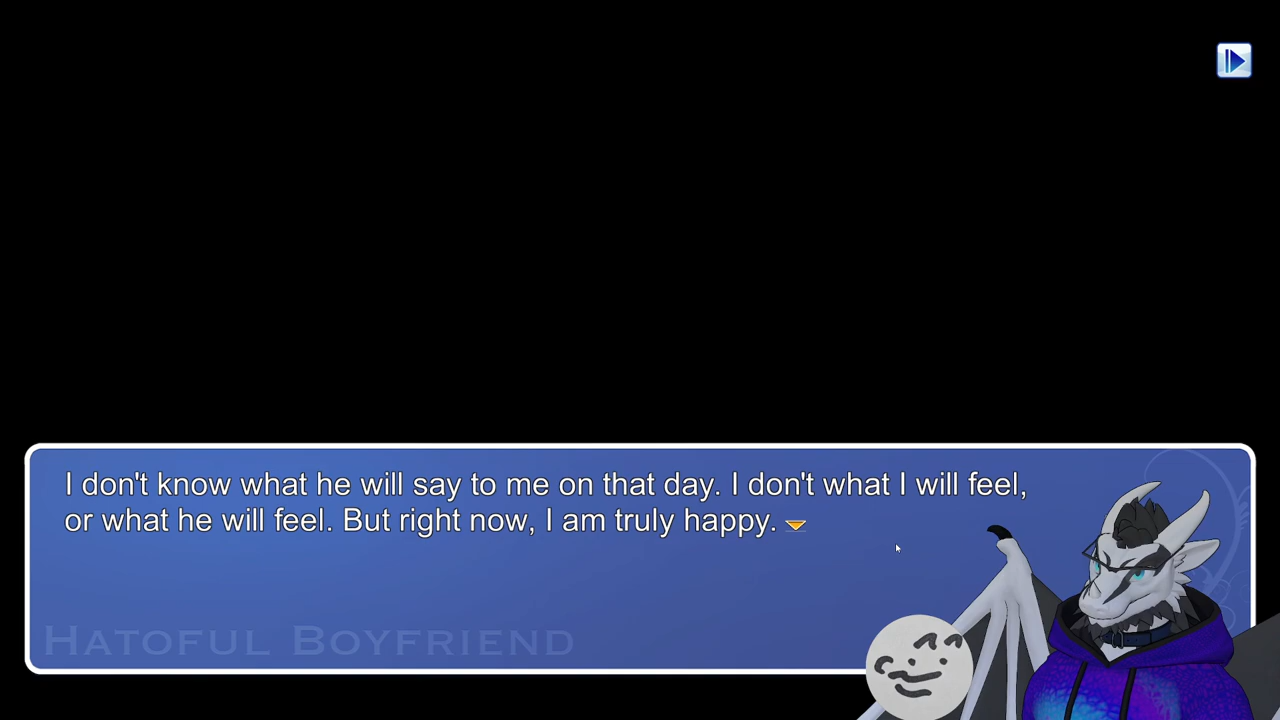 I don't know what he will say to me on that day. I don't what I will feel,
or what he will feel. But right now, I am truly happy.
HATOFUL BOYFRIEND